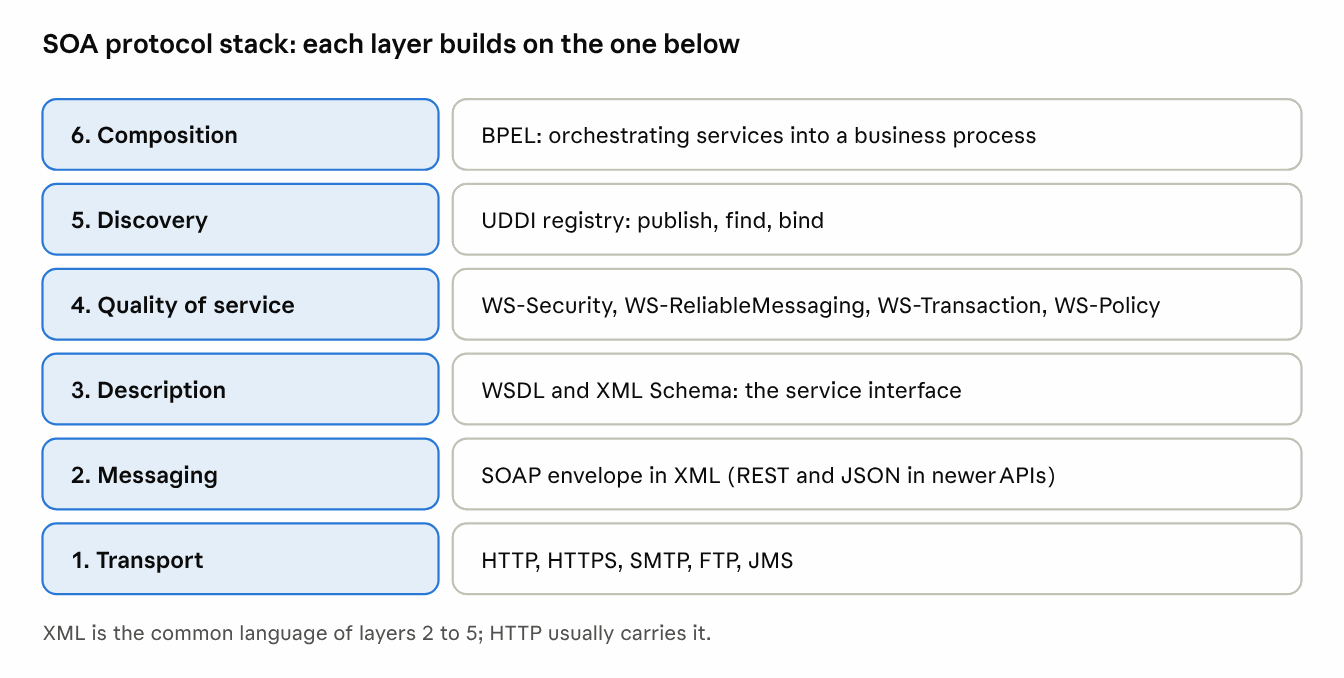 SOA protocol stack: each layer builds on the one below
6. Composition
BPEL: orchestrating services into a business process
5. Discovery
UDDI registry: publish, find, bind
4. Quality of service
WS-Security, WS-ReliableMessaging, WS-Transaction, WS-Policy
3. Description
WSDL and XML Schema: the service interface
2. Messaging
SOAP envelope in XML (REST and JSON in newer APIs)
1. Transport
HTTP, HTTPS, SMTP, FTP, JMS
XML is the common language of layers 2 to 5; HTTP usually carries it.